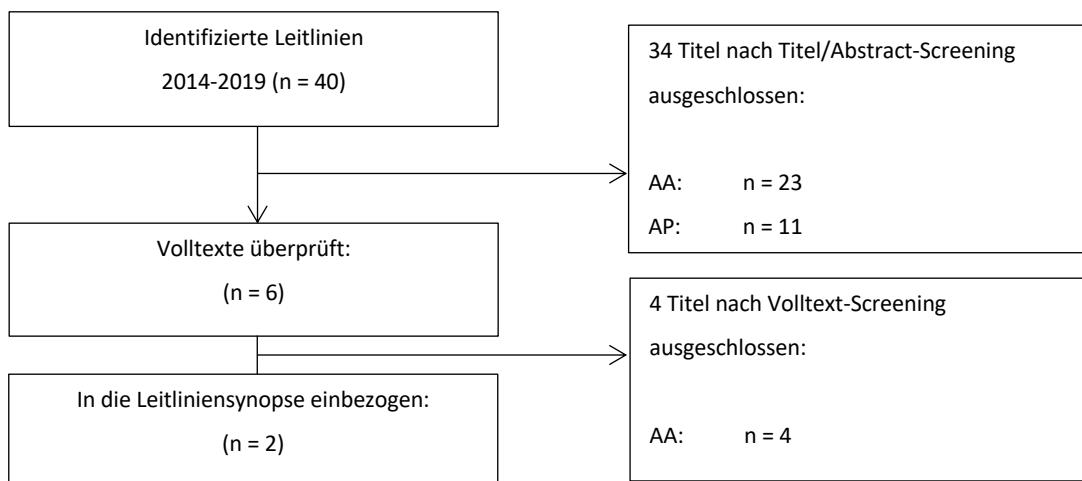 Identifizierte Leitlinien
2014-2019 (n = 40)
34 Titel nach Titel/Abstract-Screening
ausgeschlossen:
AA: n = 23
AP: n = 11
Volltexte überprüft:
(n = 6)
4 Titel nach Volltext-Screening
ausgeschlossen:
AA: n = 4
In die Leitliniensynopse einbezogen:
(n = 2)